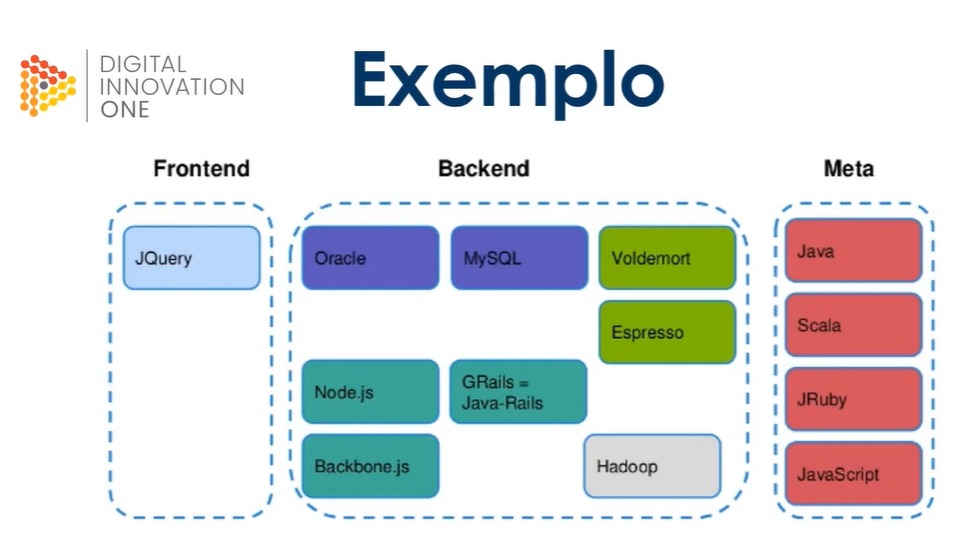 DIGITAL
INNOVATION
ONE
Exemplo
Frontend
Backend
Meta
JQuery
Oracle
MySQL
Voldemort
Espresso
Node.js
GRails =
Java-Rails
Backbone.js
Hadoop
Java
Scala
JRuby
JavaScript